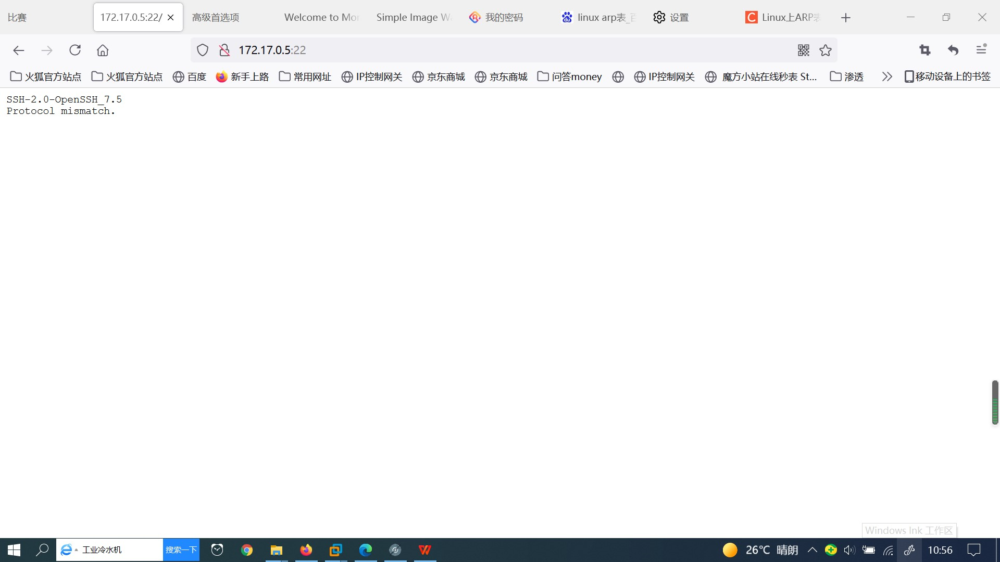 比赛
172.17.0.5:22/
高级首选项
Welcome to Mor
Simple Image W
我的密码
linux arp表_百
设置
Linux上ARP表
172.17.0.5:22
火狐官方站点
火狐官方站点
百度
新手上路
常用网址
IP控制网关
京东商城
京东商城
问答money
IP控制网关
魔方小站在线秒表 St...
渗透
移动设备上的书签
SSH-2.0-OpenSSH_7.5
Protocol mismatch.
Windows Ink 工作区
工业冷水机
搜索一下
26°C 晴朗
10:56